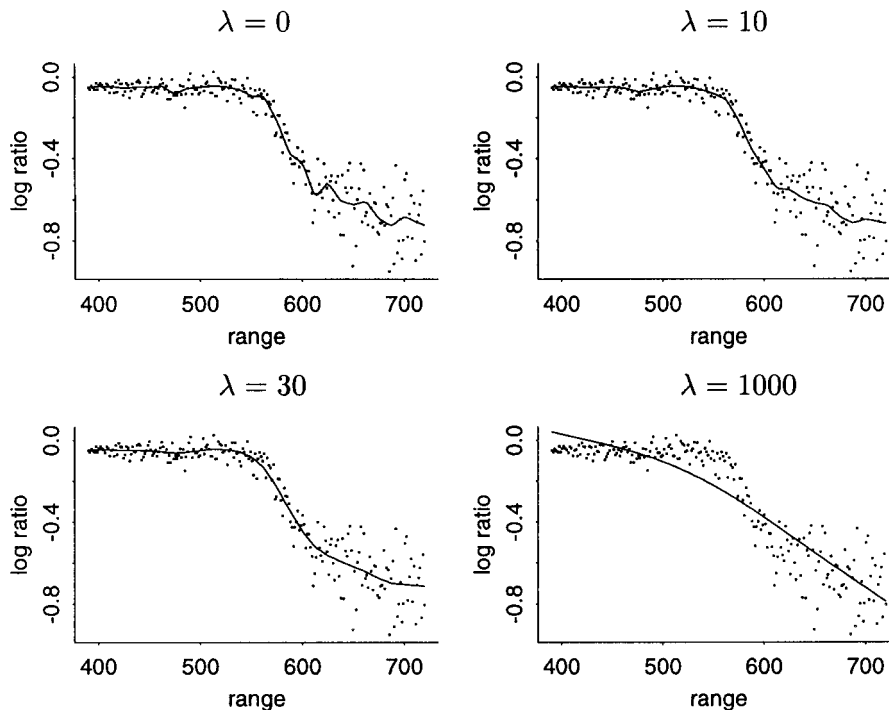 λ = 0
0.0
-0.4
-0.8
log ratio
400 500 600 700
range
λ = 10
0.0
-0.4
-0.8
log ratio
400 500 600 700
range
λ = 30
0.0
-0.4
-0.8
log ratio
400 500 600 700
range
λ = 1000
0.0
-0.4
-0.8
log ratio
400 500 600 700
range